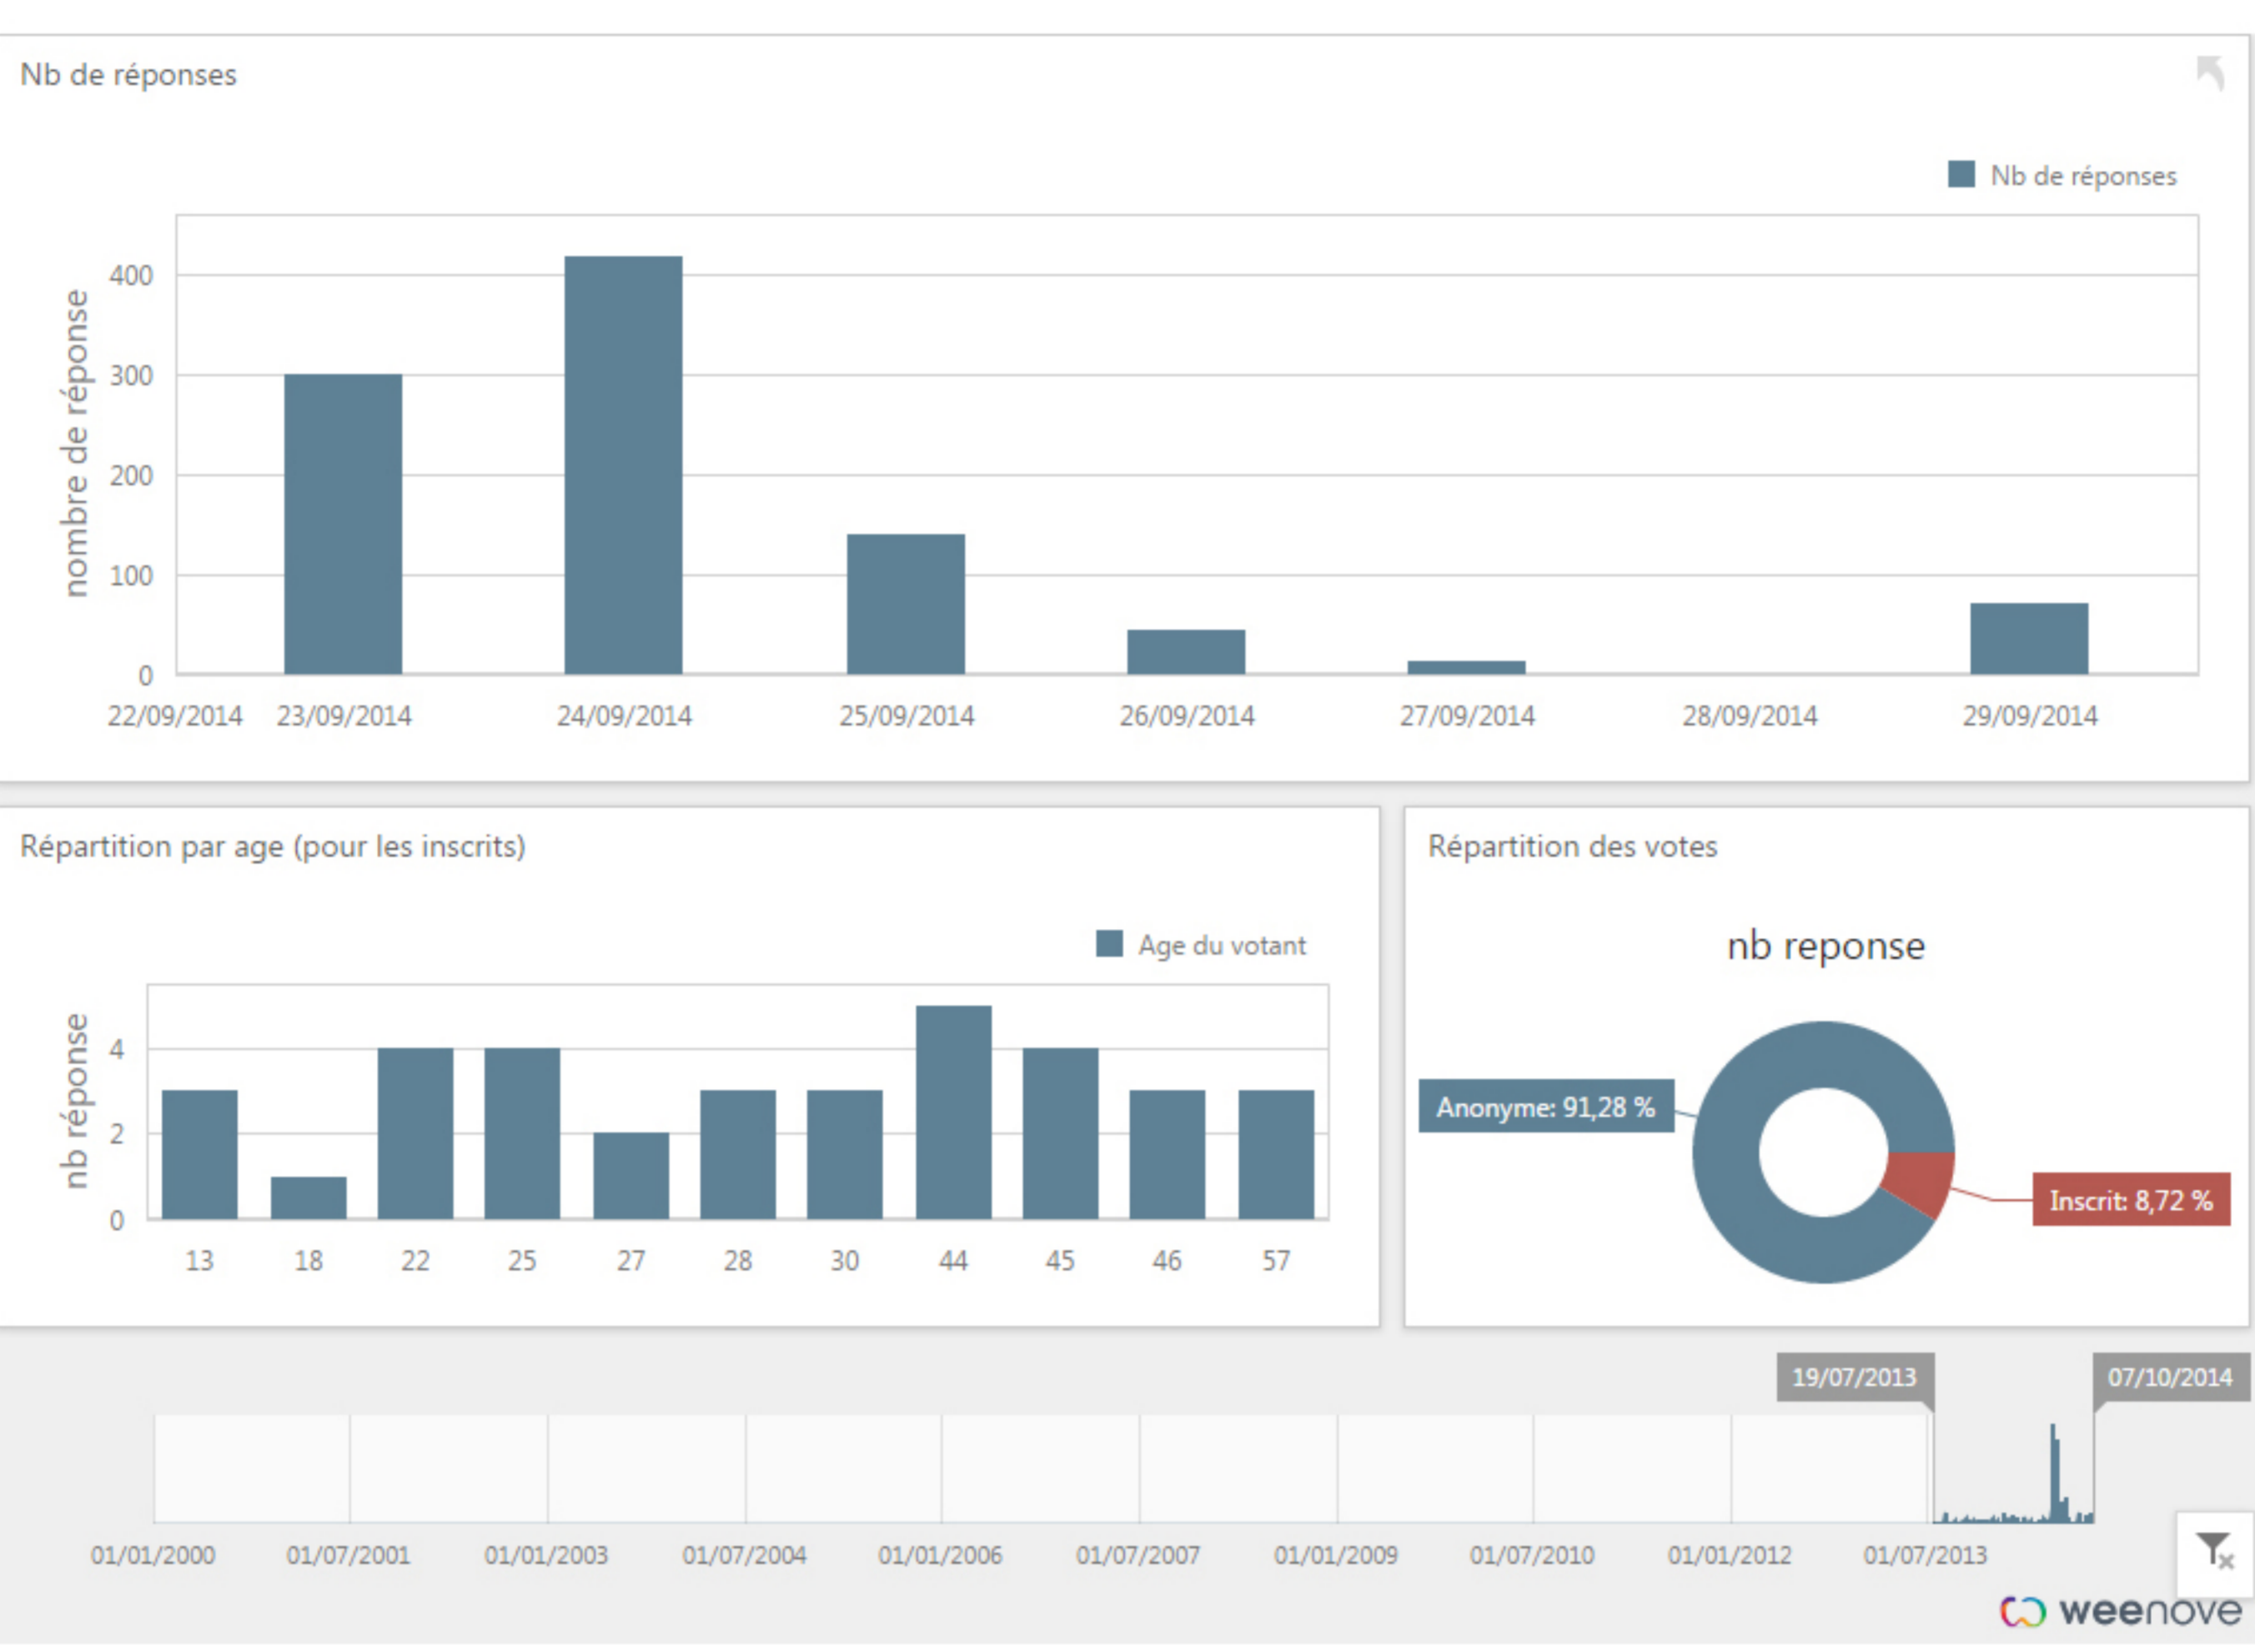 Nb de réponses
Nb de réponses
nombre de réponse
400
300
200
100
0
22/09/2014 23/09/2014 24/09/2014 25/09/2014 26/09/2014 27/09/2014 28/09/2014 29/09/2014
Répartition par age (pour les inscrits)
Age du votant
nb réponse
4
2
0
13 18 22 25 27 28 30 44 45 46 57
Répartition des votes
nb reponse
Anonyme: 91,28 %
Inscrit: 8,72 %
19/07/2013 07/10/2014
01/01/2000 01/07/2001 01/01/2003 01/07/2004 01/01/2006 01/07/2007 01/01/2009 01/07/2010 01/01/2012 01/07/2013
weenove